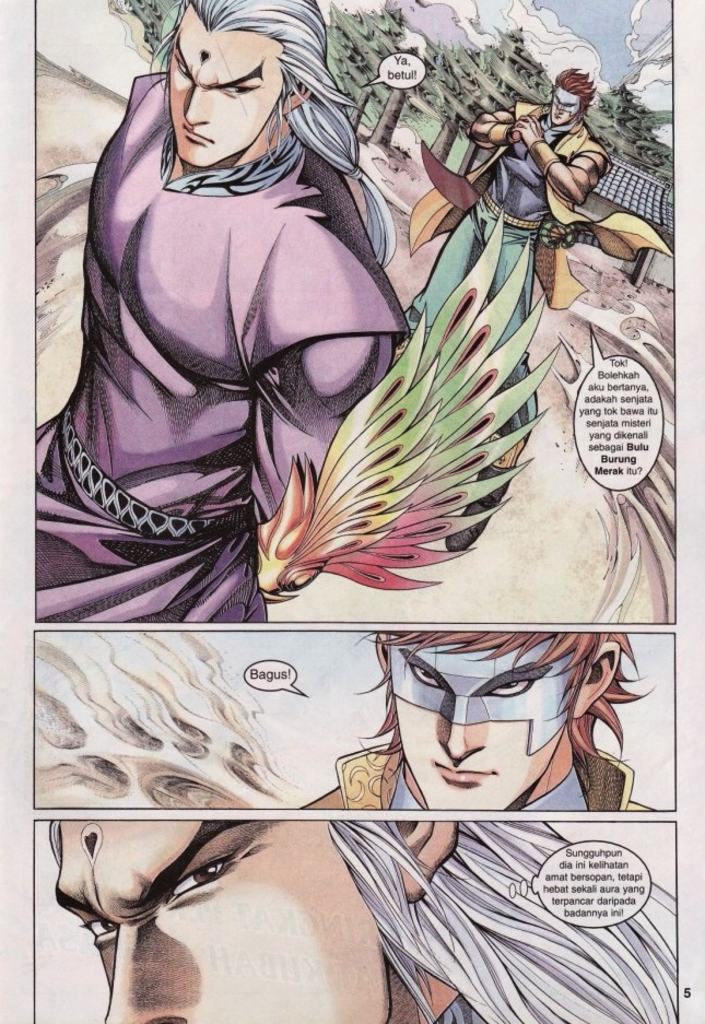 Ya,
betul!
Tok!
Bolehkah
aku bertanya,
adakah senjata
yang tok bawa itu
senjata misteri
yang dikenali
sebagai Bulu
Burung
Merak itu?
Bagus!
Sungguhpun
dia ini kelihatan
amat bersopan, tetapi
hebat sekali aura yang
terpancar daripada
badannya ini!
5